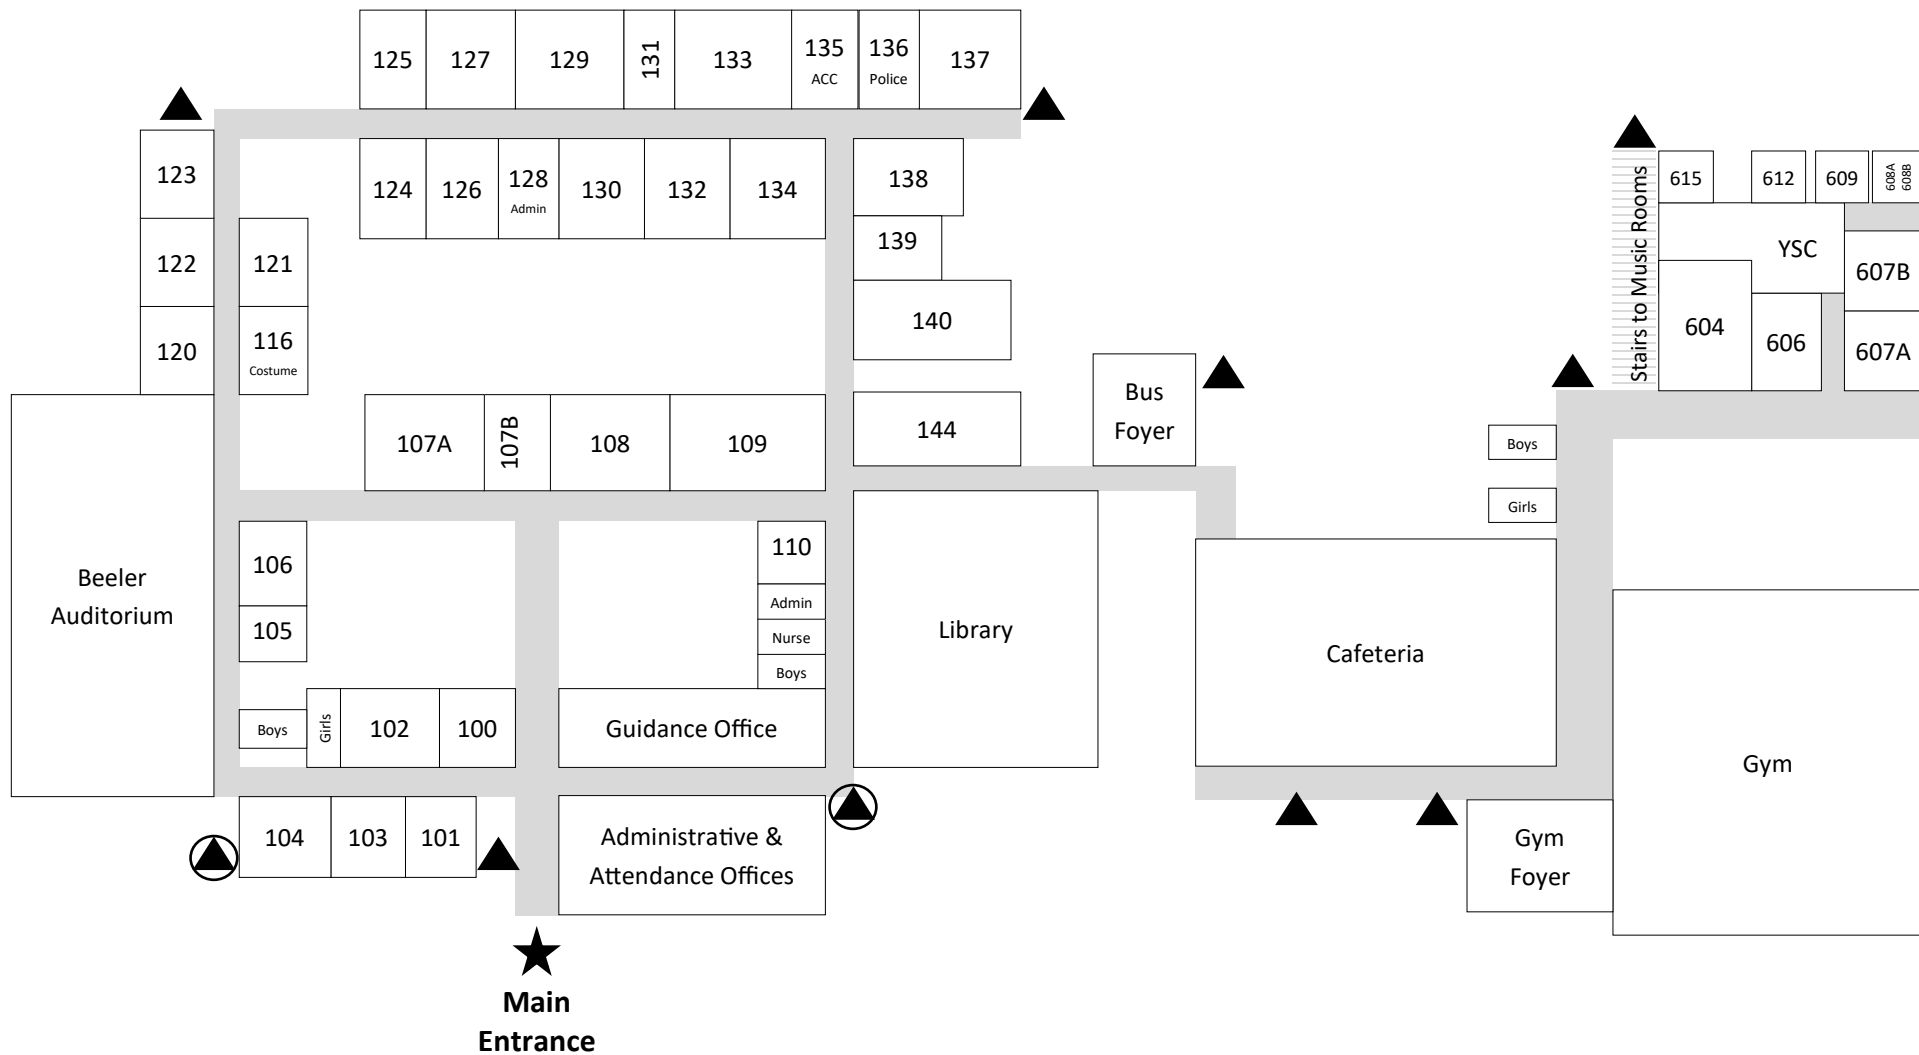 125
127
129
131
133
135
ACC
136
Police
137
123
124
126
128
Admin
130
132
134
138
139
122
121
120
116
Costume
140
107A
107B
108
109
144
Bus
Foyer
Stairs to Music Rooms
615
612
609
608A
608B
YSC
607B
604
606
607A
Boys
Girls
Beeler
Auditorium
106
105
110
Admin
Nurse
Boys
Library
Cafeteria
Gym
Boys
Girls
102
100
Guidance Office
104
103
101
Administrative &
Attendance Offices
Gym
Foyer
Main
Entrance